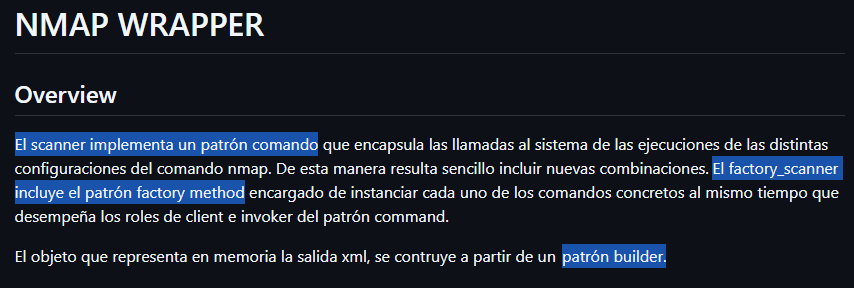 NMAP WRAPPER
Overview
El scanner implementa un patrón comando que encapsula las llamadas al sistema de las ejecuciones de las distintas
configuraciones del comando nmap. De esta manera resulta sencillo incluir nuevas combinaciones. El factory_scanner
incluye el patrón factory method encargado de instanciar cada uno de los comandos concretos al mismo tiempo que
desempeña los roles de client e invoker del patrón command.
El objeto que representa en memoria la salida xml, se contruye a partir de un patrón builder.